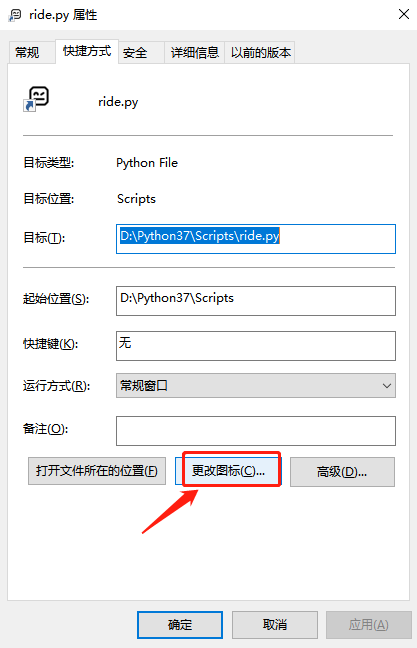 ride.py 属性
常规 快捷方式 安全 详细信息 以前的版本
ride.py
目标类型: Python File
目标位置: Scripts
目标(T): D:\Python37\Scripts\ride.py
起始位置(S): D:\Python37\Scripts
快捷键(K): 无
运行方式(R): 常规窗口
备注(O):
打开文件所在的位置(F) 更改图标(C)... 高级(D)...
确定 取消 应用(A)